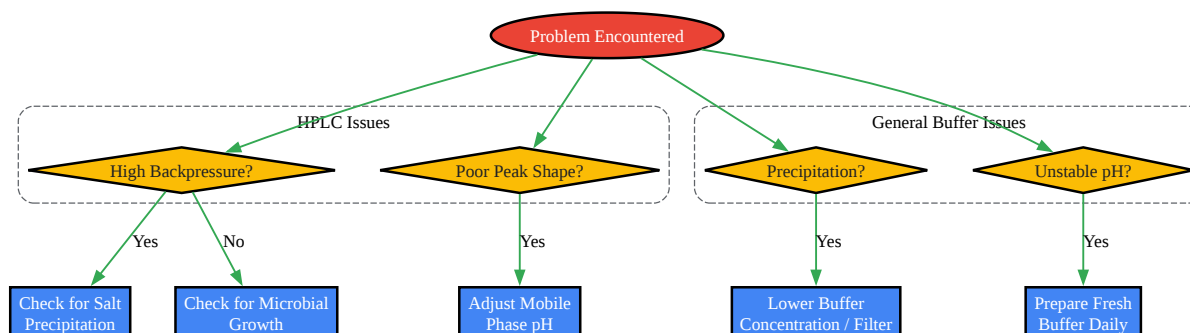 Problem Encountered
HPLC Issues
General Buffer Issues
High Backpressure?
Poor Peak Shape?
Precipitation?
Unstable pH?
Yes
No
Yes
Yes
Yes
Check for Salt
Precipitation
Check for Microbial
Growth
Adjust Mobile
Phase pH
Lower Buffer
Concentration / Filter
Prepare Fresh
Buffer Daily